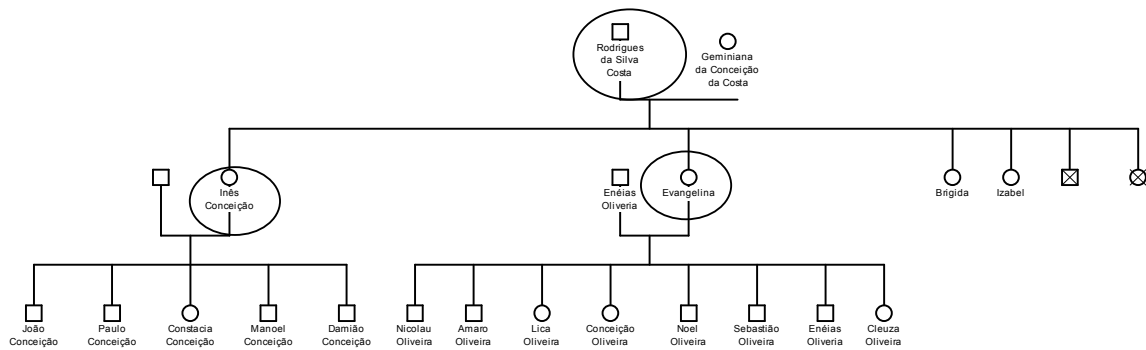 Rodrigues
da Silva
Costa
Geminiana
da Conceição
da Costa
Inês
Conceição
Enéias
Oliveria
Evangelina
Brigida
Izabel
João
Conceição
Paulo
Conceição
Constacia
Conceição
Manoel
Conceição
Damião
Conceição
Nicolau
Oliveira
Amaro
Oliveira
Lica
Oliveira
Conceição
Oliveira
Noel
Oliveira
Sebastião
Oliveira
Enéias
Oliveria
Cleuza
Oliveira